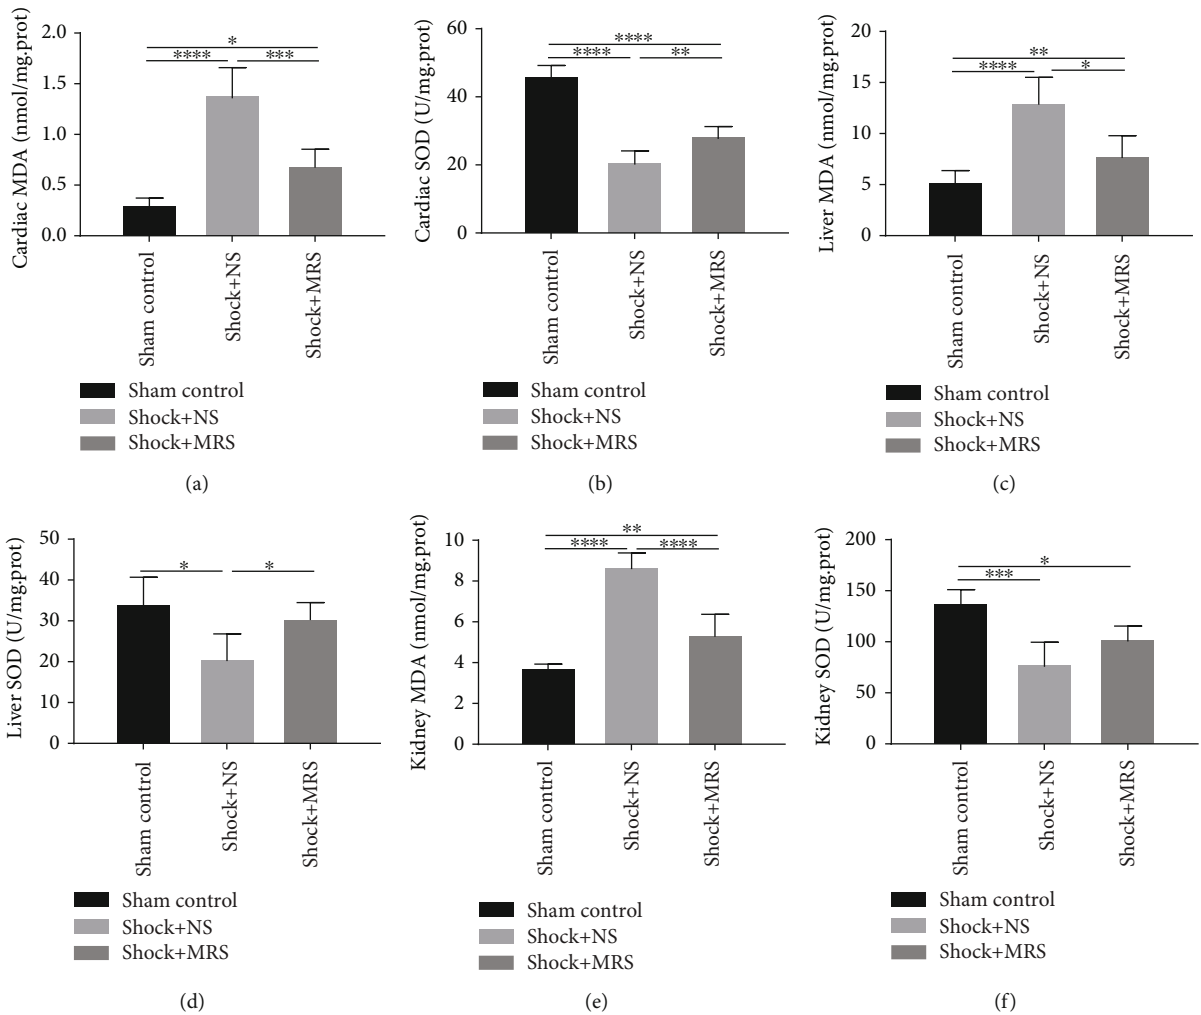 Cardiac MDA (nmol/mg.prot)
2.0
1.5
1.0
0.5
0.0
*
**** ***
Sham control
Shock+NS
Shock+MRS
Sham control
Shock+NS
Shock+MRS
(a)
Cardiac SOD (U/mg.prot)
60
40
20
0
****
**** **
Sham control
Shock+NS
Shock+MRS
Sham control
Shock+NS
Shock+MRS
(b)
Liver MDA (nmol/mg.prot)
20
15
10
5
0
**
**** *
Sham control
Shock+NS
Shock+MRS
Sham control
Shock+NS
Shock+MRS
(c)
Liver SOD (U/mg.prot)
50
40
30
20
10
0
* *
Sham control
Shock+NS
Shock+MRS
Sham control
Shock+NS
Shock+MRS
(d)
Kidney MDA (nmol/mg.prot)
10
8
6
4
2
0
**
**** ****
Sham control
Shock+NS
Shock+MRS
Sham control
Shock+NS
Shock+MRS
(e)
Kidney SOD (U/mg.prot)
200
150
100
50
0
*
***
Sham control
Shock+NS
Shock+MRS
Sham control
Shock+NS
Shock+MRS
(f)